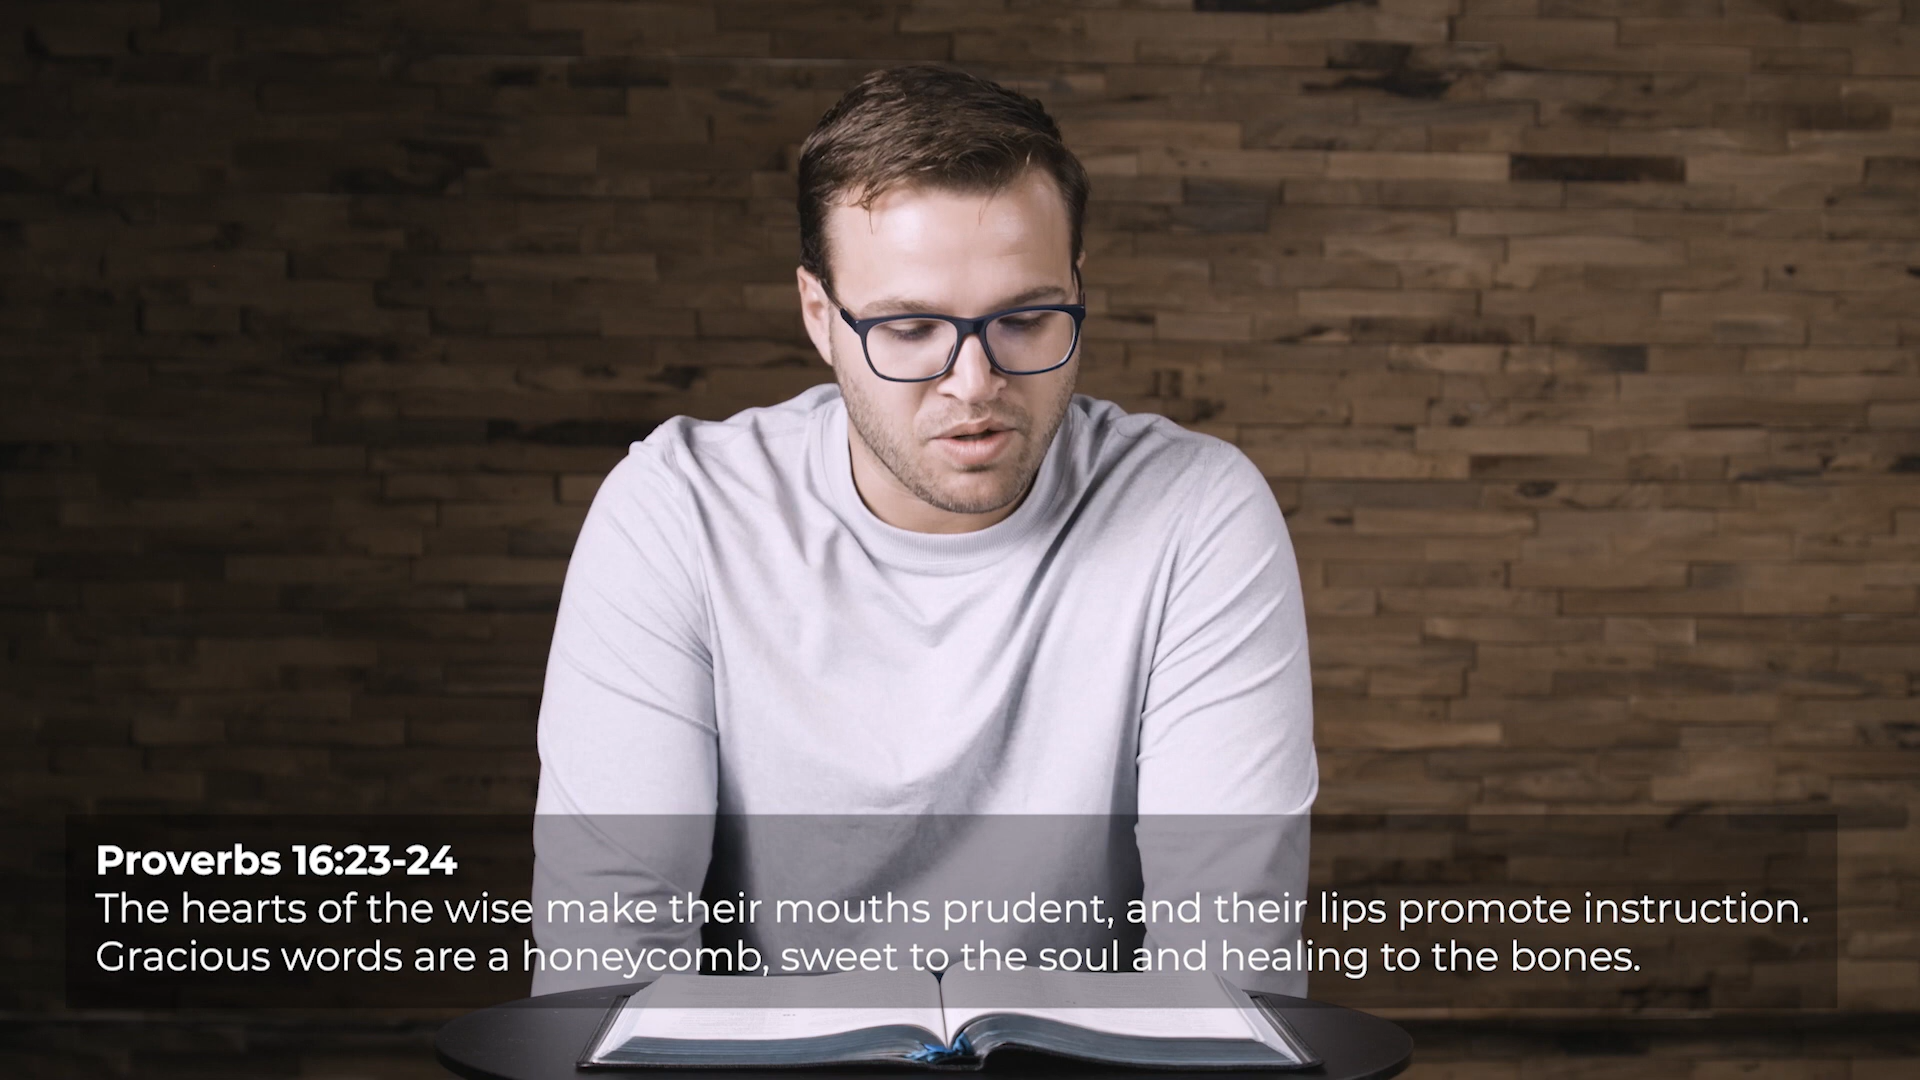 Proverbs 16:23-24
The hearts of the wise make their mouths prudent, and their lips promote instruction.
Gracious words are a honeycomb, sweet to the soul and healing to the bones.